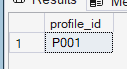 Results
profile_id
1 P001